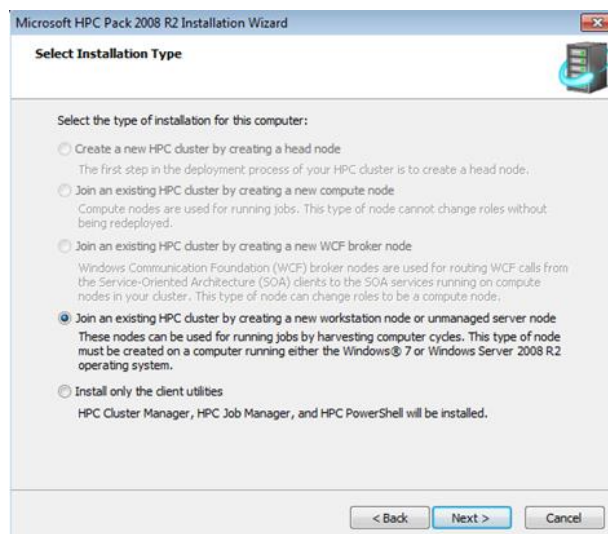 Microsoft HPC Pack 2008 R2 Installation Wizard
Select Installation Type
Select the type of installation for this computer:
Create a new HPC cluster by creating a head node
The first step in the deployment process of your HPC cluster is to create a head node.
Join an existing HPC cluster by creating a new compute node
Compute nodes are used for running jobs. This type of node cannot change roles without
being redeployed.
Join an existing HPC cluster by creating a new WCF broker node
Windows Communication Foundation (WCF) broker nodes are used for routing WCF calls from
the Service-Oriented Architecture (SOA) clients to the SOA services running on compute
nodes in your cluster. This type of node can change roles to be a compute node.
Join an existing HPC cluster by creating a new workstation node or unmanaged server node
These nodes can be used for running jobs by harvesting computer cycles. This type of node
must be created on a computer running either the Windows® 7 or Windows Server 2008 R2
operating system.
Install only the client utilities
HPC Cluster Manager, HPC Job Manager, and HPC PowerShell will be installed.
< Back Next > Cancel